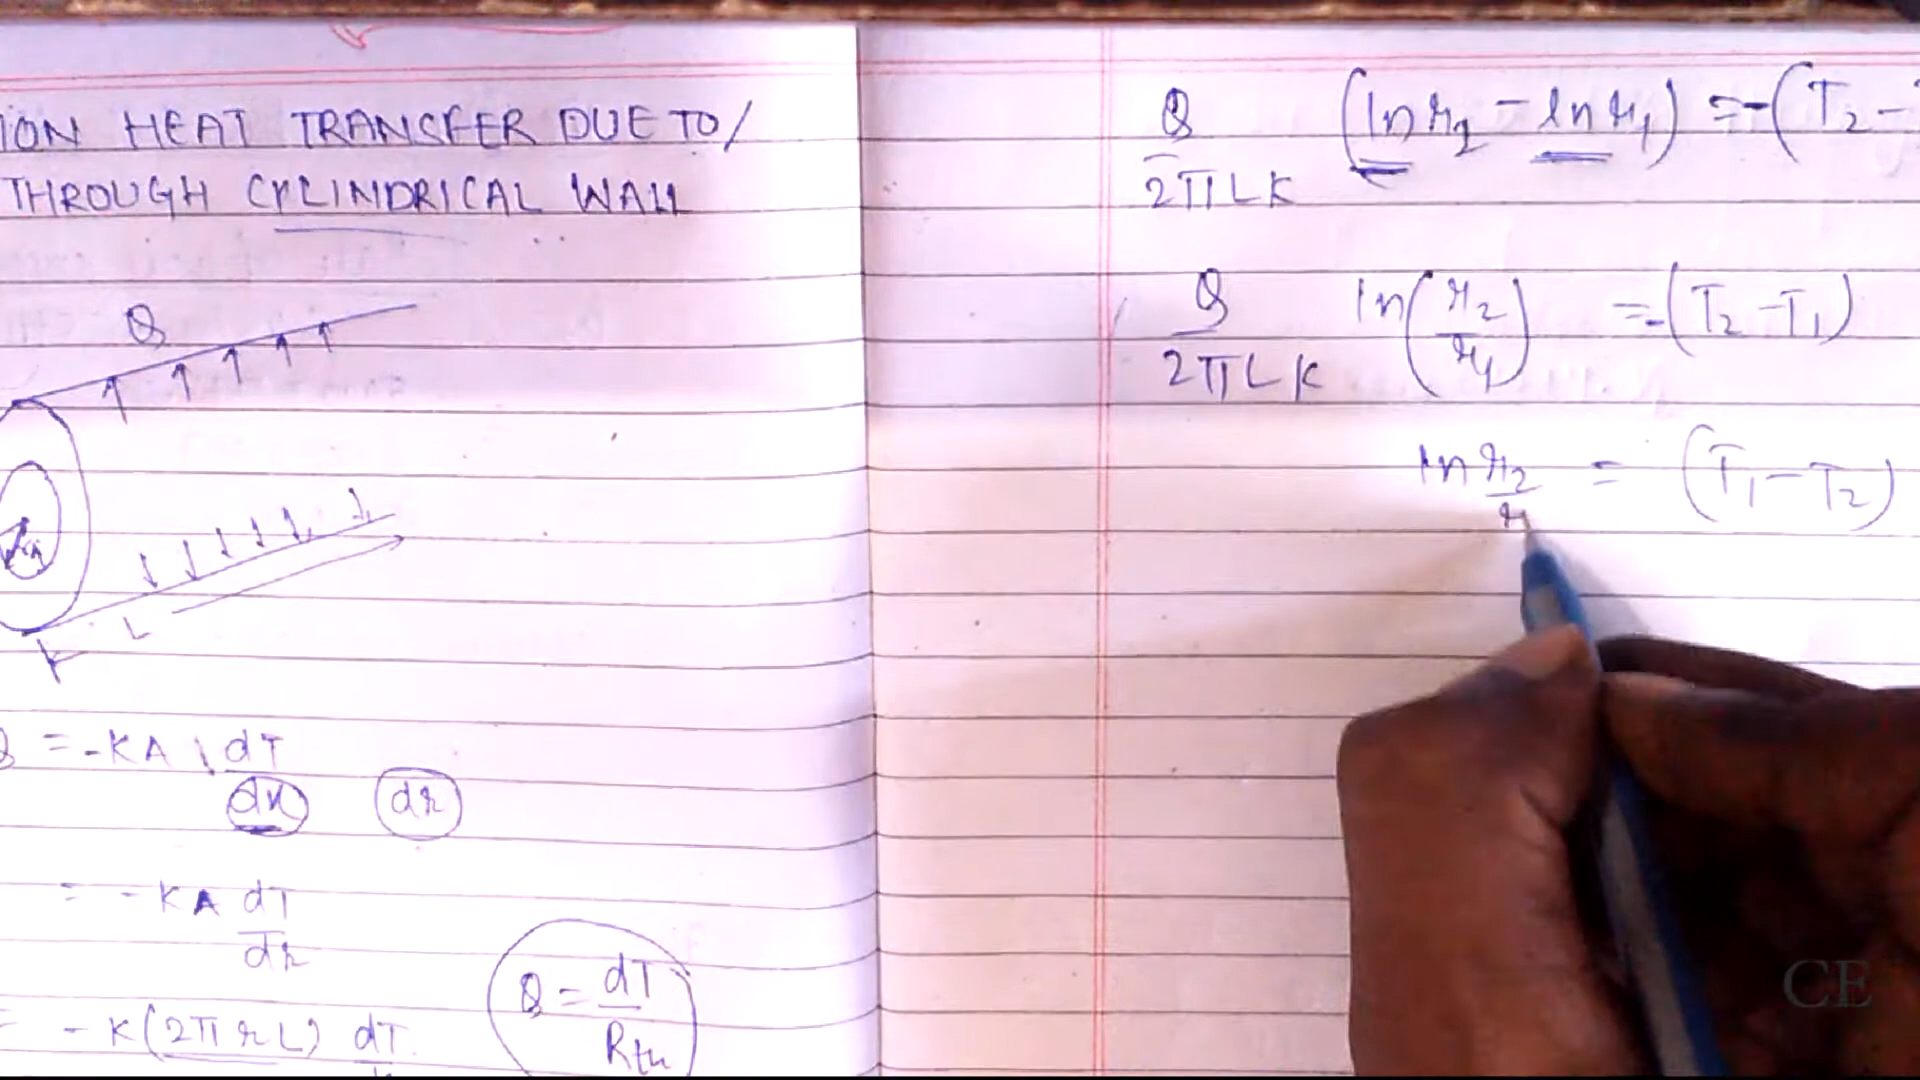 ION HEAT TRANSFER DUE TO/
THROUGH CYLINDRICAL WALL
Q
L
Q = -KA dT
dx dr
= -KA dT
dr
= -K(2πrL) dT
Q = dT
Rth
Q (ln r2 - ln r1) = -(T2 -
2πLK
Q ln(r2/r1) = -(T2 - T1)
2πLK
ln r2 = (T1 - T2)
r
CE